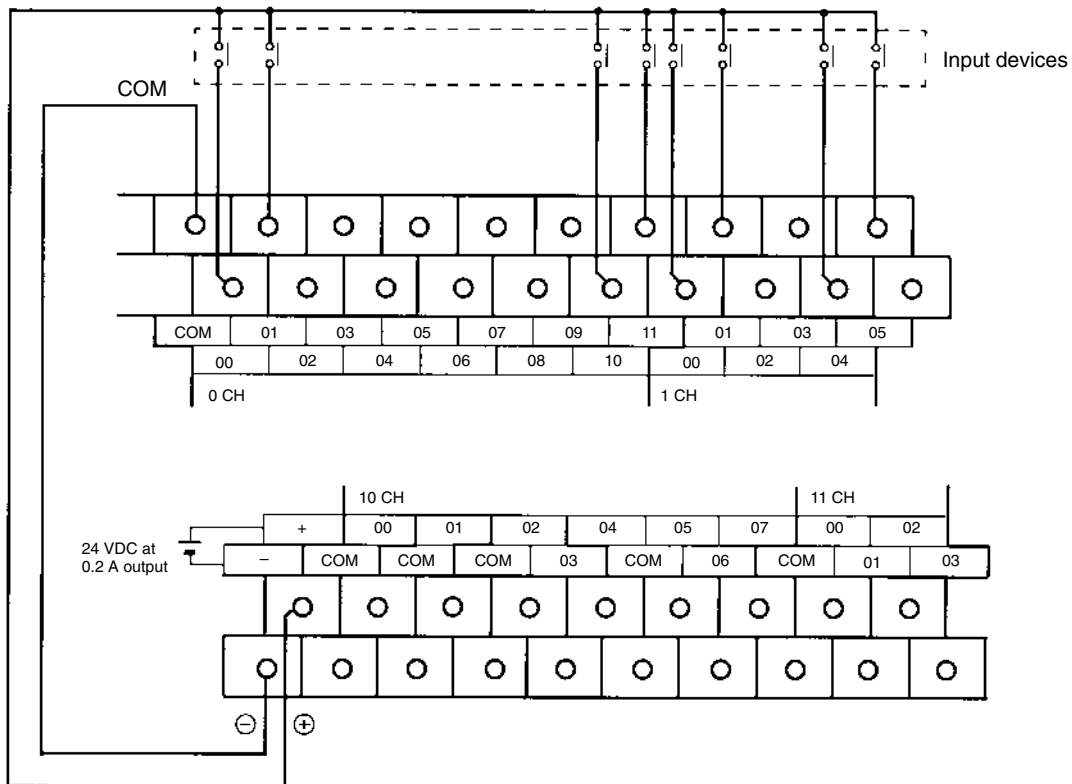 Input devices
COM
COM 01 03 05 07 09 11 01 03 05
00 02 04 06 08 10 00 02 04
0 CH 1 CH
10 CH 11 CH
+ 00 01 02 04 05 07 00 02
24 VDC at
0.2 A output
− COM COM COM 03 COM 06 COM 01 03
− +